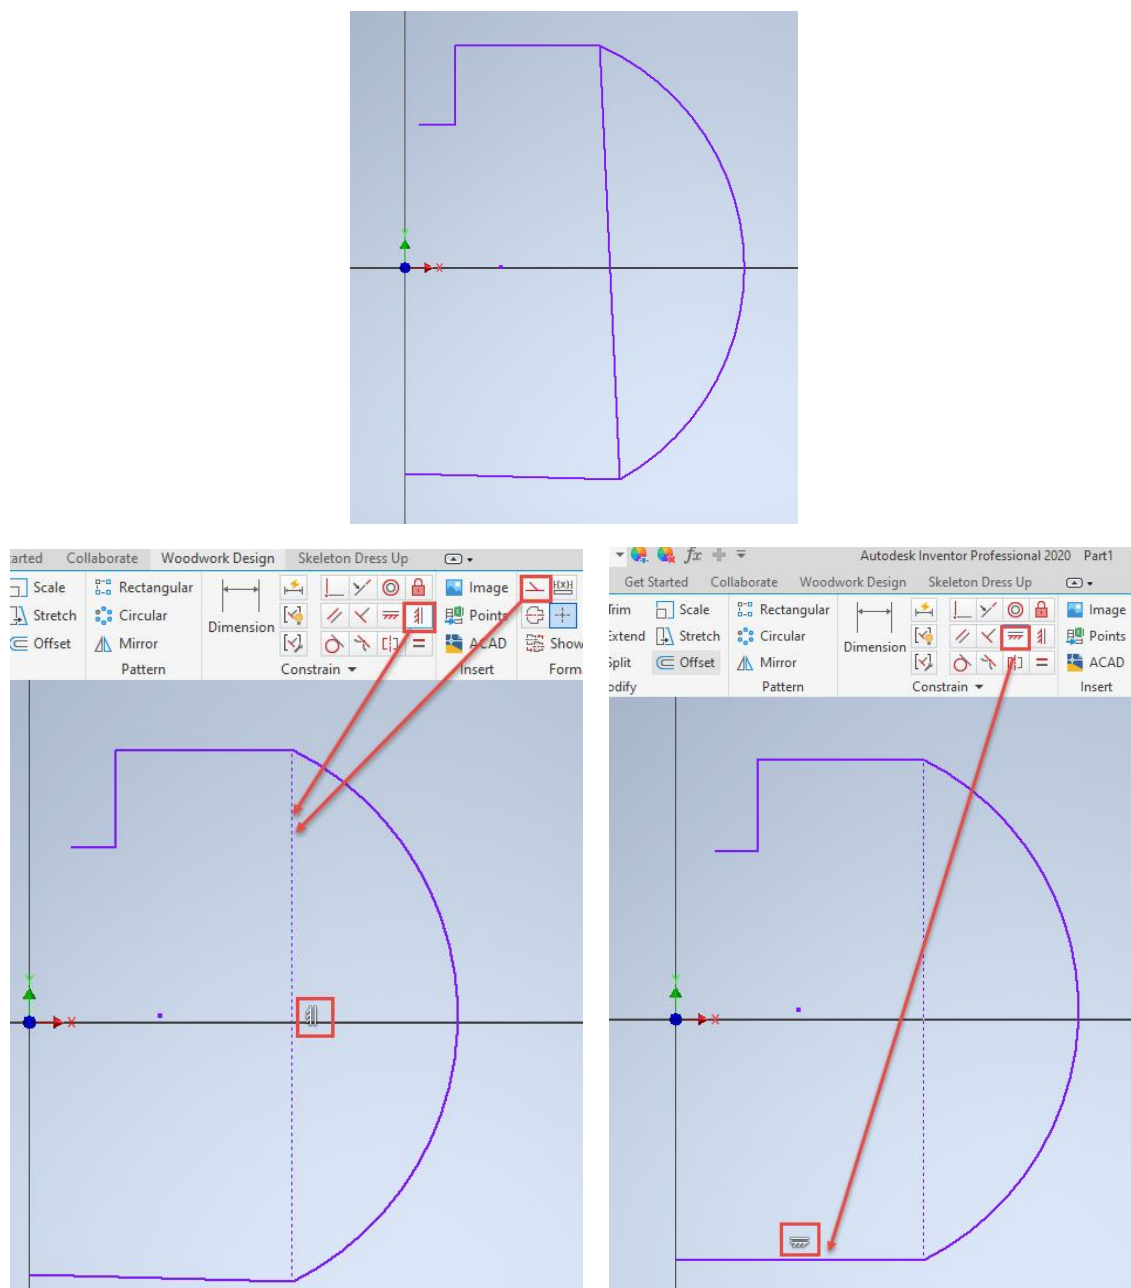 X
arted Collaborate Woodwork Design Skeleton Dress Up
Scale Rectangular Image
Stretch Circular Dimension Points
Offset Mirror ACAD Show
Pattern Constrain Insert Form
X
fx Autodesk Inventor Professional 2020 Part1
Get Started Collaborate Woodwork Design Skeleton Dress Up
Trim Scale Rectangular Image
Extend Stretch Circular Dimension Points
Split Offset Mirror ACAD
odify Pattern Constrain Insert
X